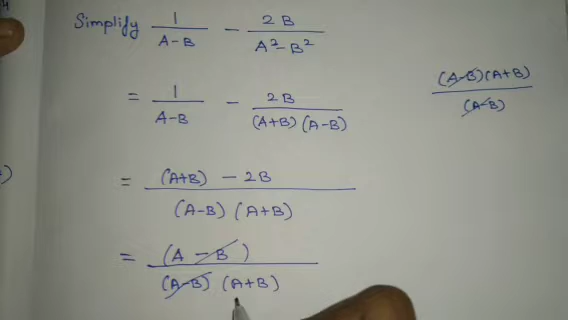 Simplify 1/(A-B) - 2B/(A²-B²)
= 1/(A-B) - 2B/((A+B)(A-B))
(A-B)(A+B)/(A-B)
= ((A+B) - 2B)/((A-B)(A+B))
= (A-B)/((A-B)(A+B))